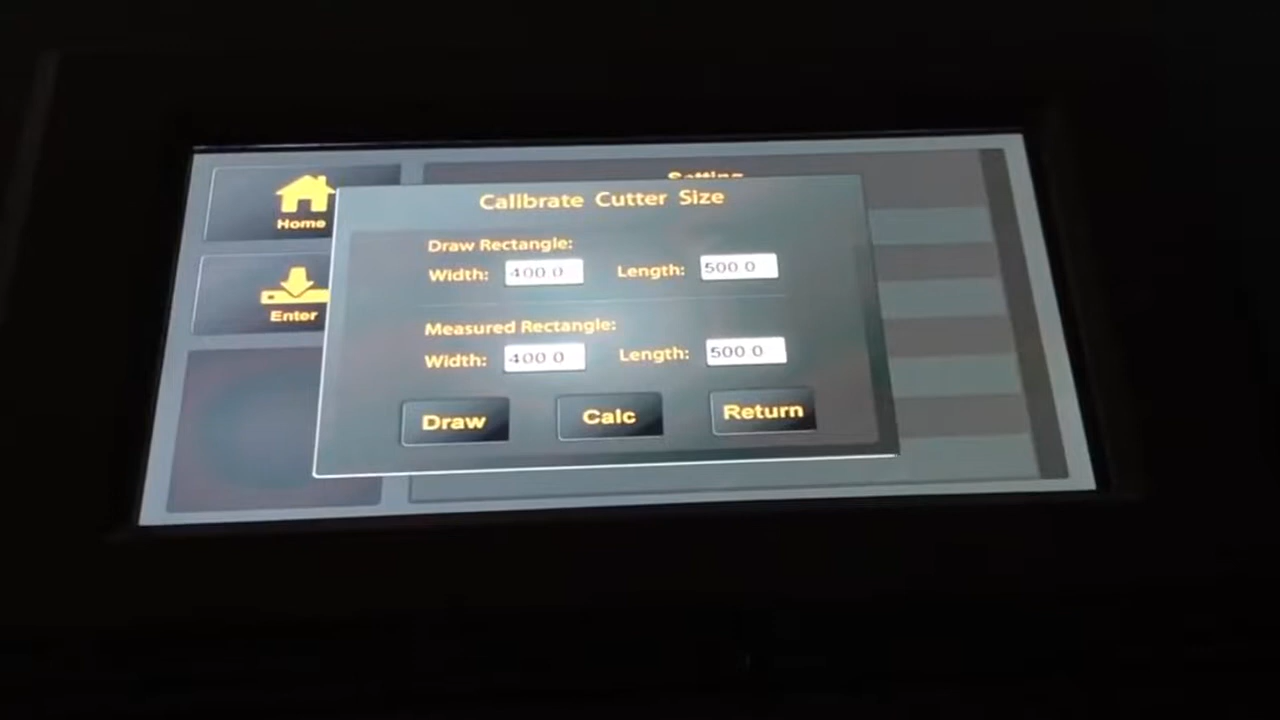 Setting
Home
Enter
Calibrate Cutter Size
Draw Rectangle:
Width: 400.0 Length: 500.0
Measured Rectangle:
Width: 400.0 Length: 500.0
Draw Calc Return